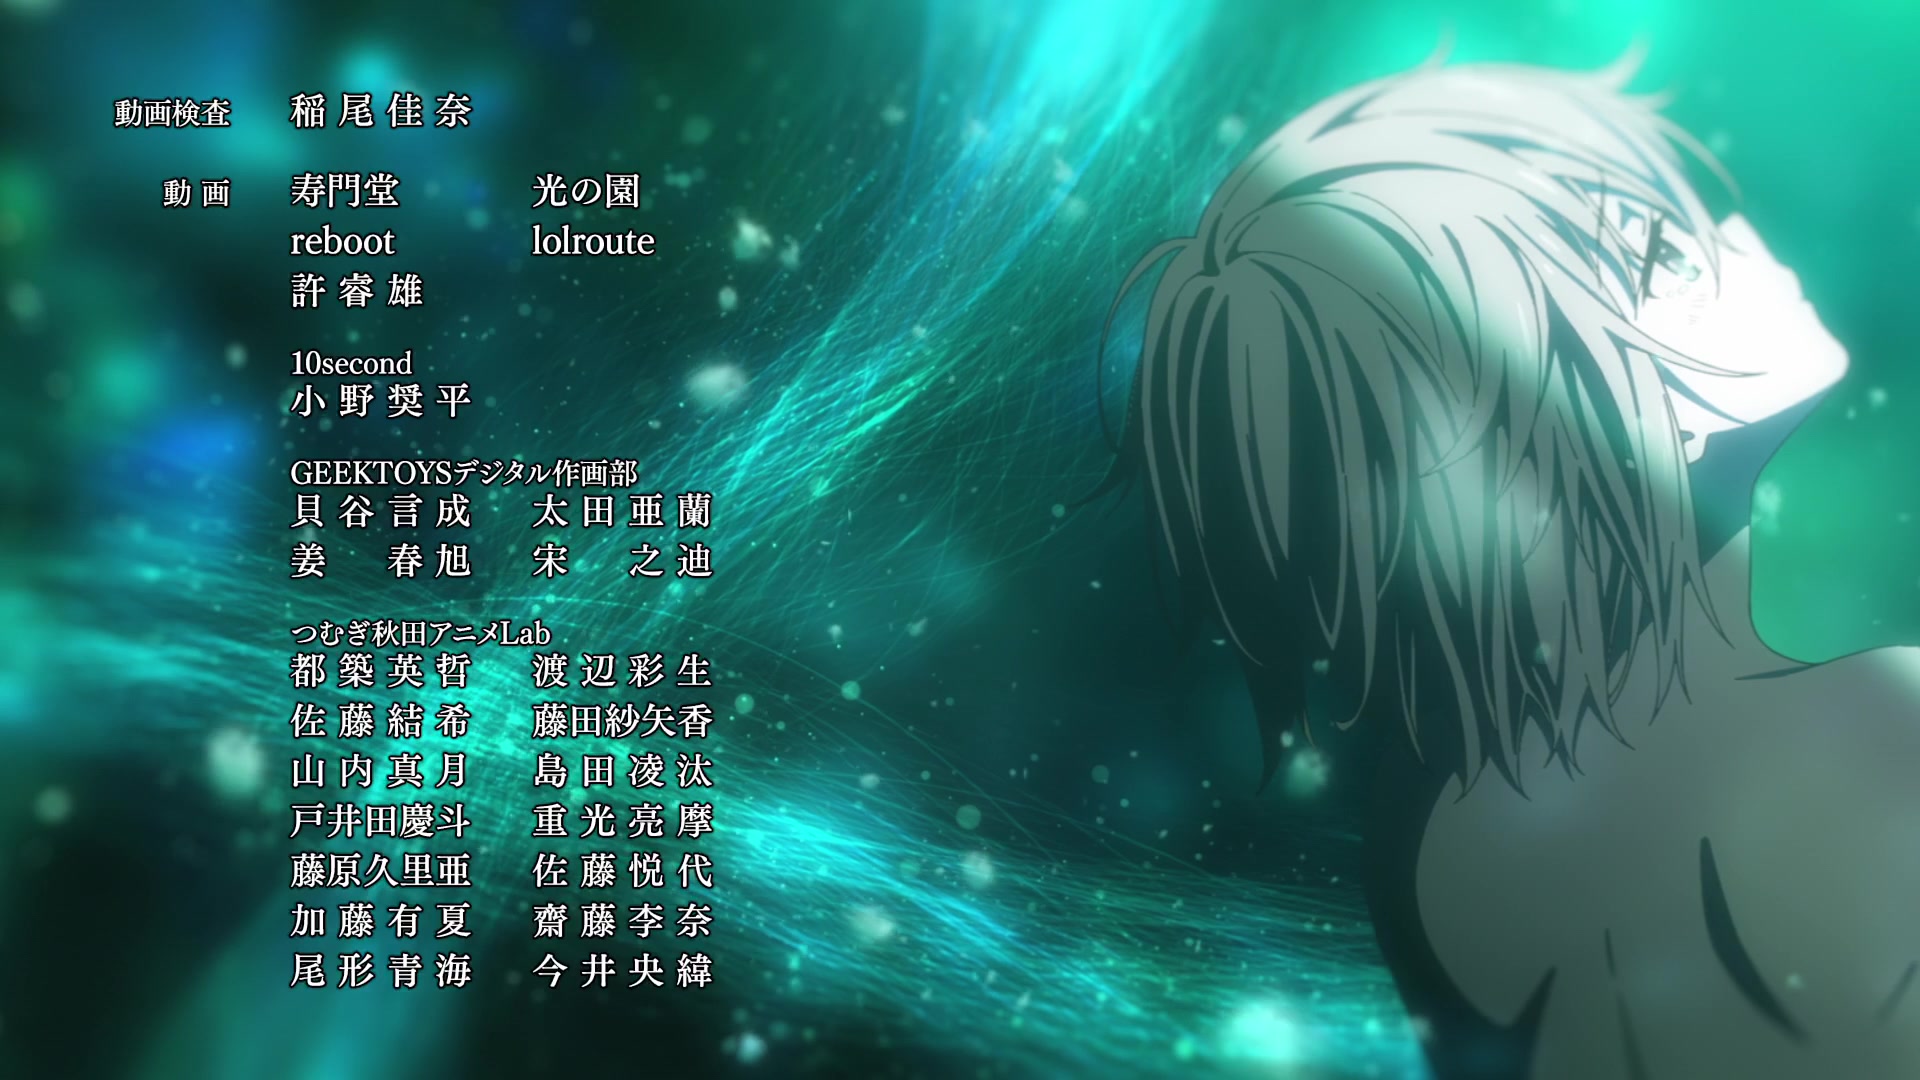 動画検査 稲尾佳奈
動画 寿門堂 光の園
reboot lolroute
許睿雄
10second
小野奨平
GEEKTOYSデジタル作画部
貝谷言成 太田亜蘭
姜春旭 宋之迪
つむぎ秋田アニメLab
都築英哲 渡辺彩生
佐藤結希 藤田紗矢香
山内真月 島田凌汰
戸井田慶斗 重光亮摩
藤原久里亜 佐藤悦代
加藤有夏 齋藤李奈
尾形青海 今井央緯